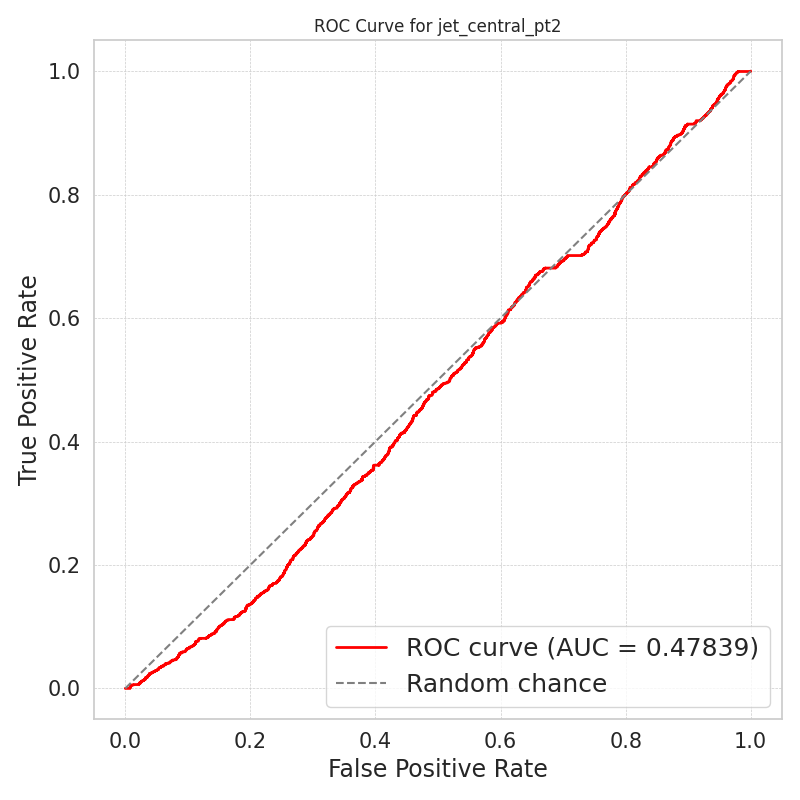 ROC Curve for jet_central_pt2
1.0
0.8
0.6
0.4
0.2
0.0
True Positive Rate
ROC curve (AUC = 0.47839)
Random chance
0.0 0.2 0.4 0.6 0.8 1.0
False Positive Rate